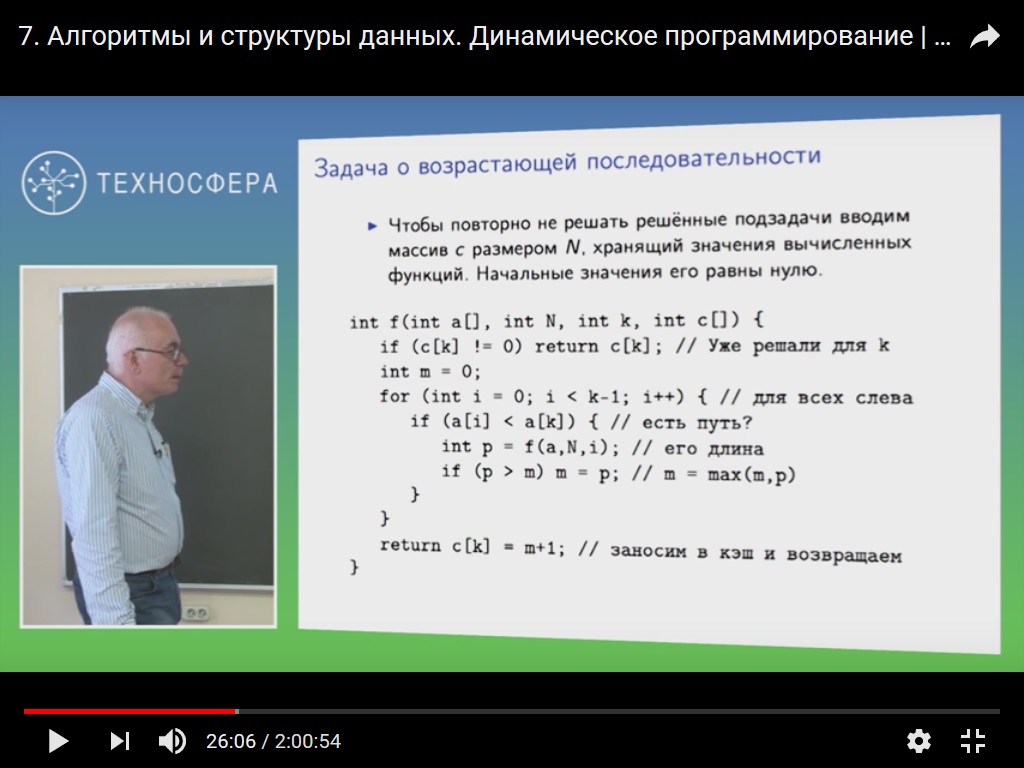 7. Алгоритмы и структуры данных. Динамическое программирование | ...
ТЕХНОСФЕРА
Задача о возрастающей последовательности
Чтобы повторно не решать решённые подзадачи вводим
массив c размером N, хранящий значения вычисленных
функций. Начальные значения его равны нулю.
int f(int a[], int N, int k, int c[]) {
if (c[k] != 0) return c[k]; // Уже решали для k
int m = 0;
for (int i = 0; i < k-1; i++) { // для всех слева
if (a[i] < a[k]) { // есть путь?
int p = f(a,N,i); // его длина
if (p > m) m = p; // m = max(m,p)
}
}
return c[k] = m+1; // заносим в кэш и возвращаем
}
26:06 / 2:00:54